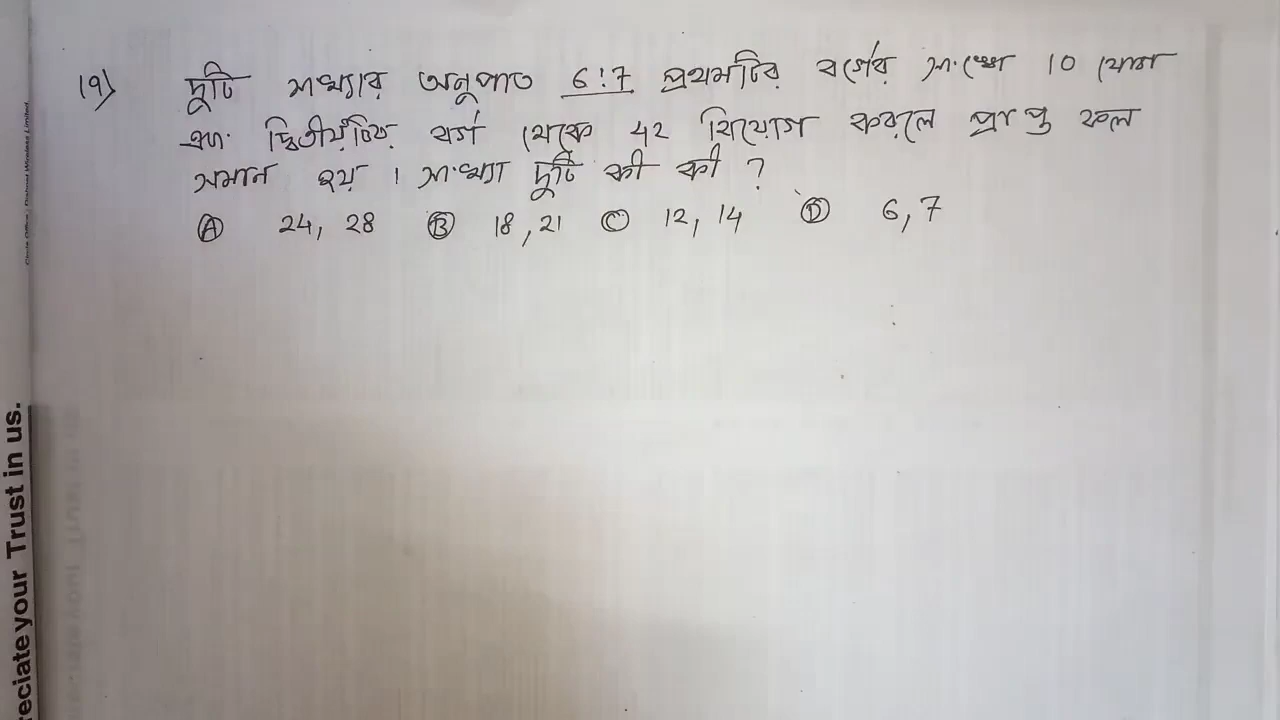 19) দুটি সংখ্যার অনুপাত 6:7 প্রথমটির বর্গের সংঙ্গে 10 যোগ
এবং দ্বিতীয়টির বর্গ থেকে 42 বিয়োগ করলে প্রাপ্ত ফল
সমান হয় । সংখ্যা দুটি কী কী ?
Ⓐ 24, 28 Ⓑ 18, 21 Ⓒ 12, 14 Ⓓ 6, 7
reciate your Trust in us.